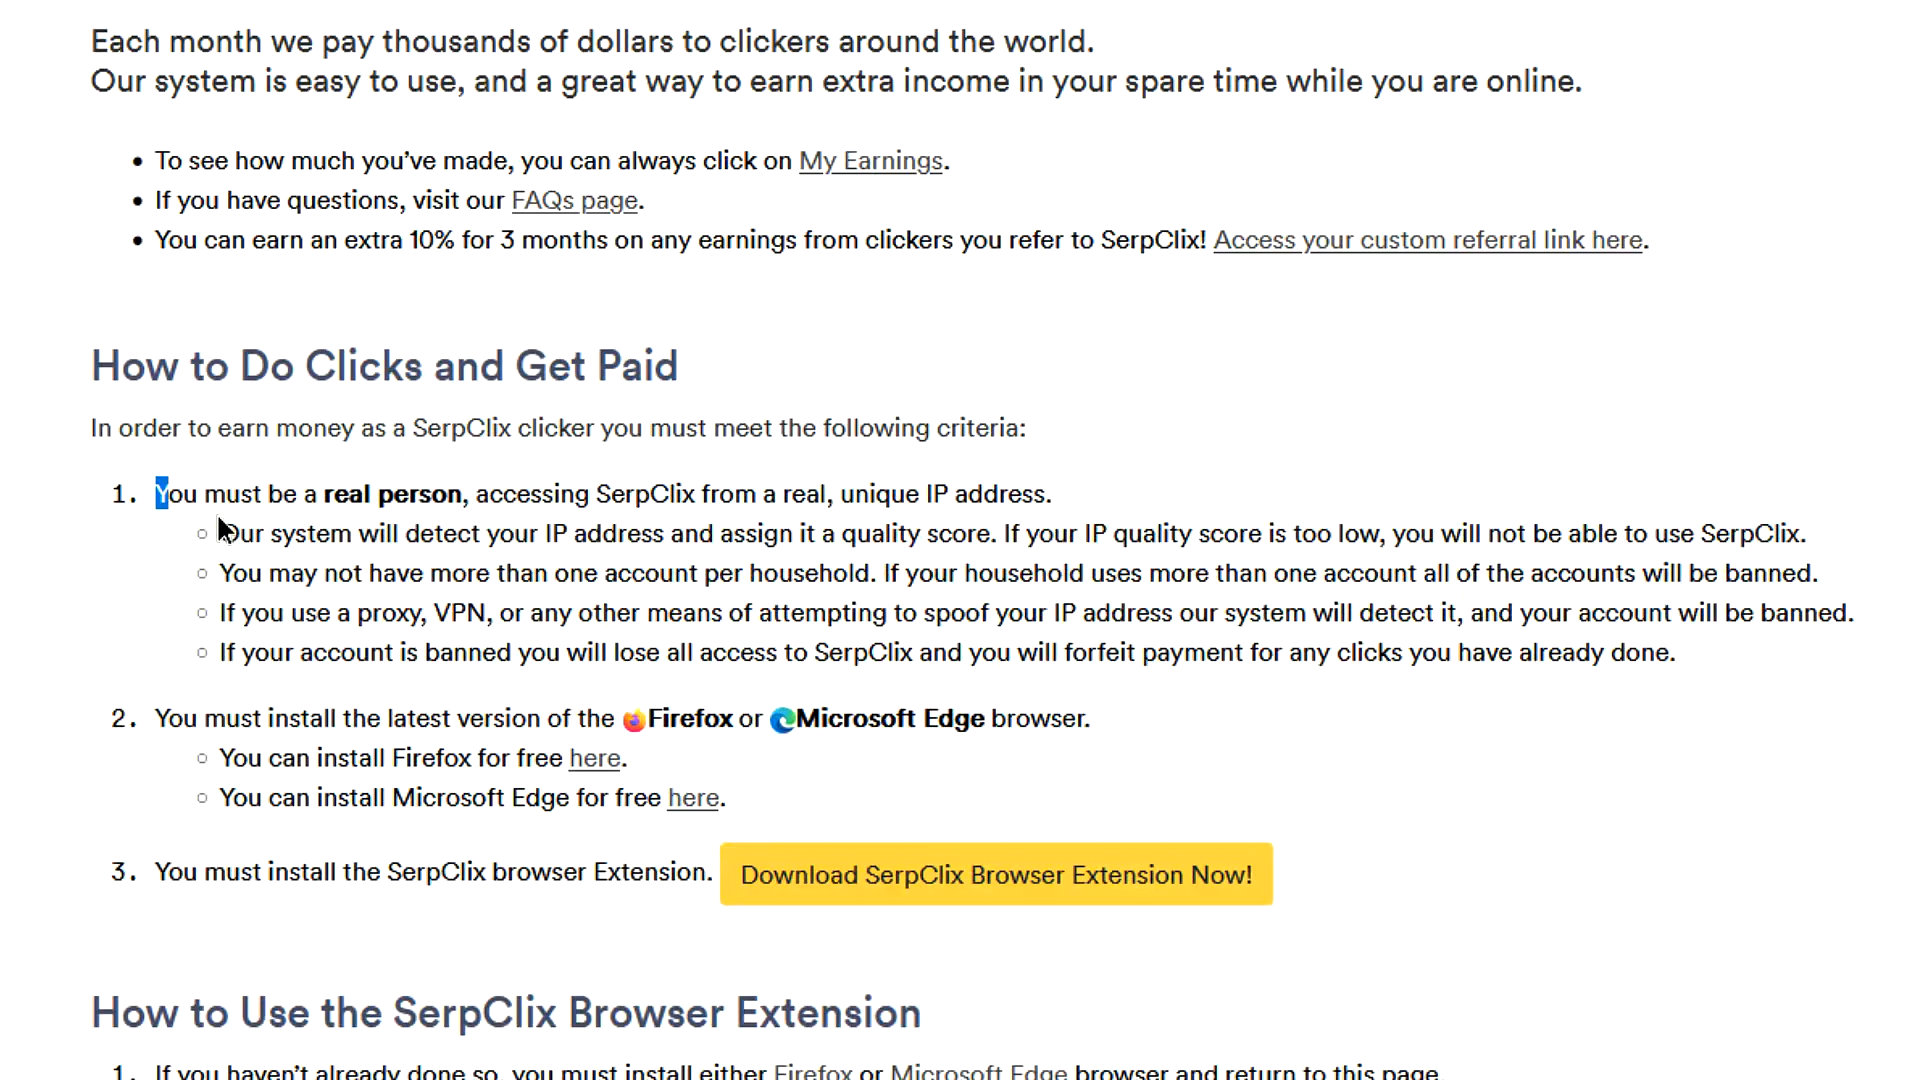 Each month we pay thousands of dollars to clickers around the world.
Our system is easy to use, and a great way to earn extra income in your spare time while you are online.
• To see how much you’ve made, you can always click on My Earnings.
• If you have questions, visit our FAQs page.
• You can earn an extra 10% for 3 months on any earnings from clickers you refer to SerpClix! Access your custom referral link here.
How to Do Clicks and Get Paid
In order to earn money as a SerpClix clicker you must meet the following criteria:
1. You must be a real person, accessing SerpClix from a real, unique IP address.
○ Our system will detect your IP address and assign it a quality score. If your IP quality score is too low, you will not be able to use SerpClix.
○ You may not have more than one account per household. If your household uses more than one account all of the accounts will be banned.
○ If you use a proxy, VPN, or any other means of attempting to spoof your IP address our system will detect it, and your account will be banned.
○ If your account is banned you will lose all access to SerpClix and you will forfeit payment for any clicks you have already done.
2. You must install the latest version of the Firefox or Microsoft Edge browser.
○ You can install Firefox for free here.
○ You can install Microsoft Edge for free here.
3. You must install the SerpClix browser Extension. Download SerpClix Browser Extension Now!
How to Use the SerpClix Browser Extension
1. If you haven’t already done so, you must install either Firefox or Microsoft Edge browser and return to this page.